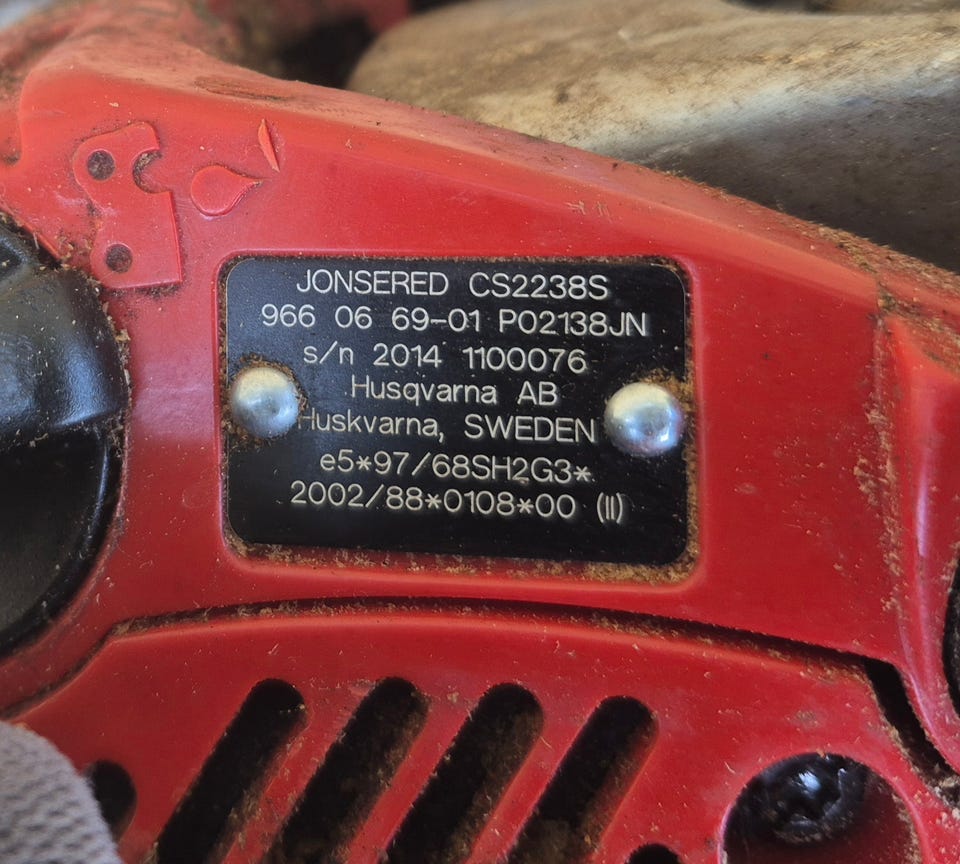 JONSERED CS2238S
966 06 69-01 P02138JN
s/n 2014 1100076
Husqvarna AB
Huskvarna, SWEDEN
e5*97/68SH2G3*
2002/88*0108*00 (II)